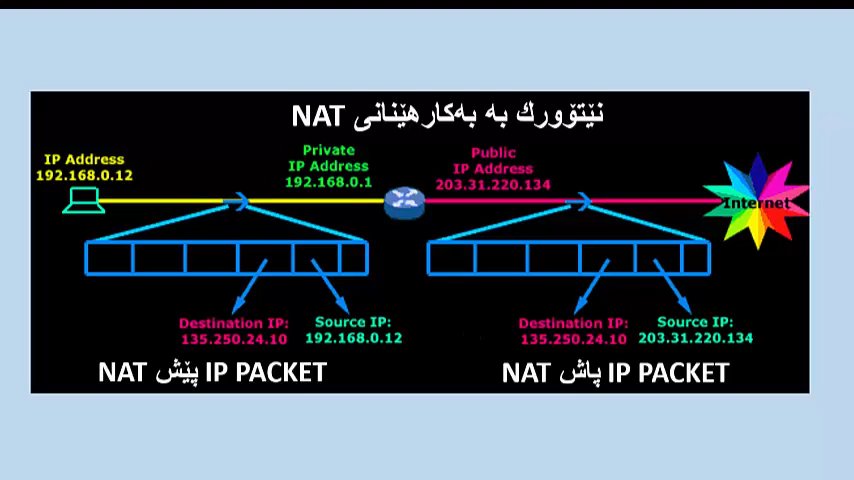 نێتۆورك به بهكارهێنانی NAT
IP Address
192.168.0.12
Private
IP Address
192.168.0.1
Public
IP Address
203.31.220.134
Internet
Destination IP:
135.250.24.10
Source IP:
192.168.0.12
Destination IP:
135.250.24.10
Source IP:
203.31.220.134
IP PACKET پێش NAT
IP PACKET پاش NAT